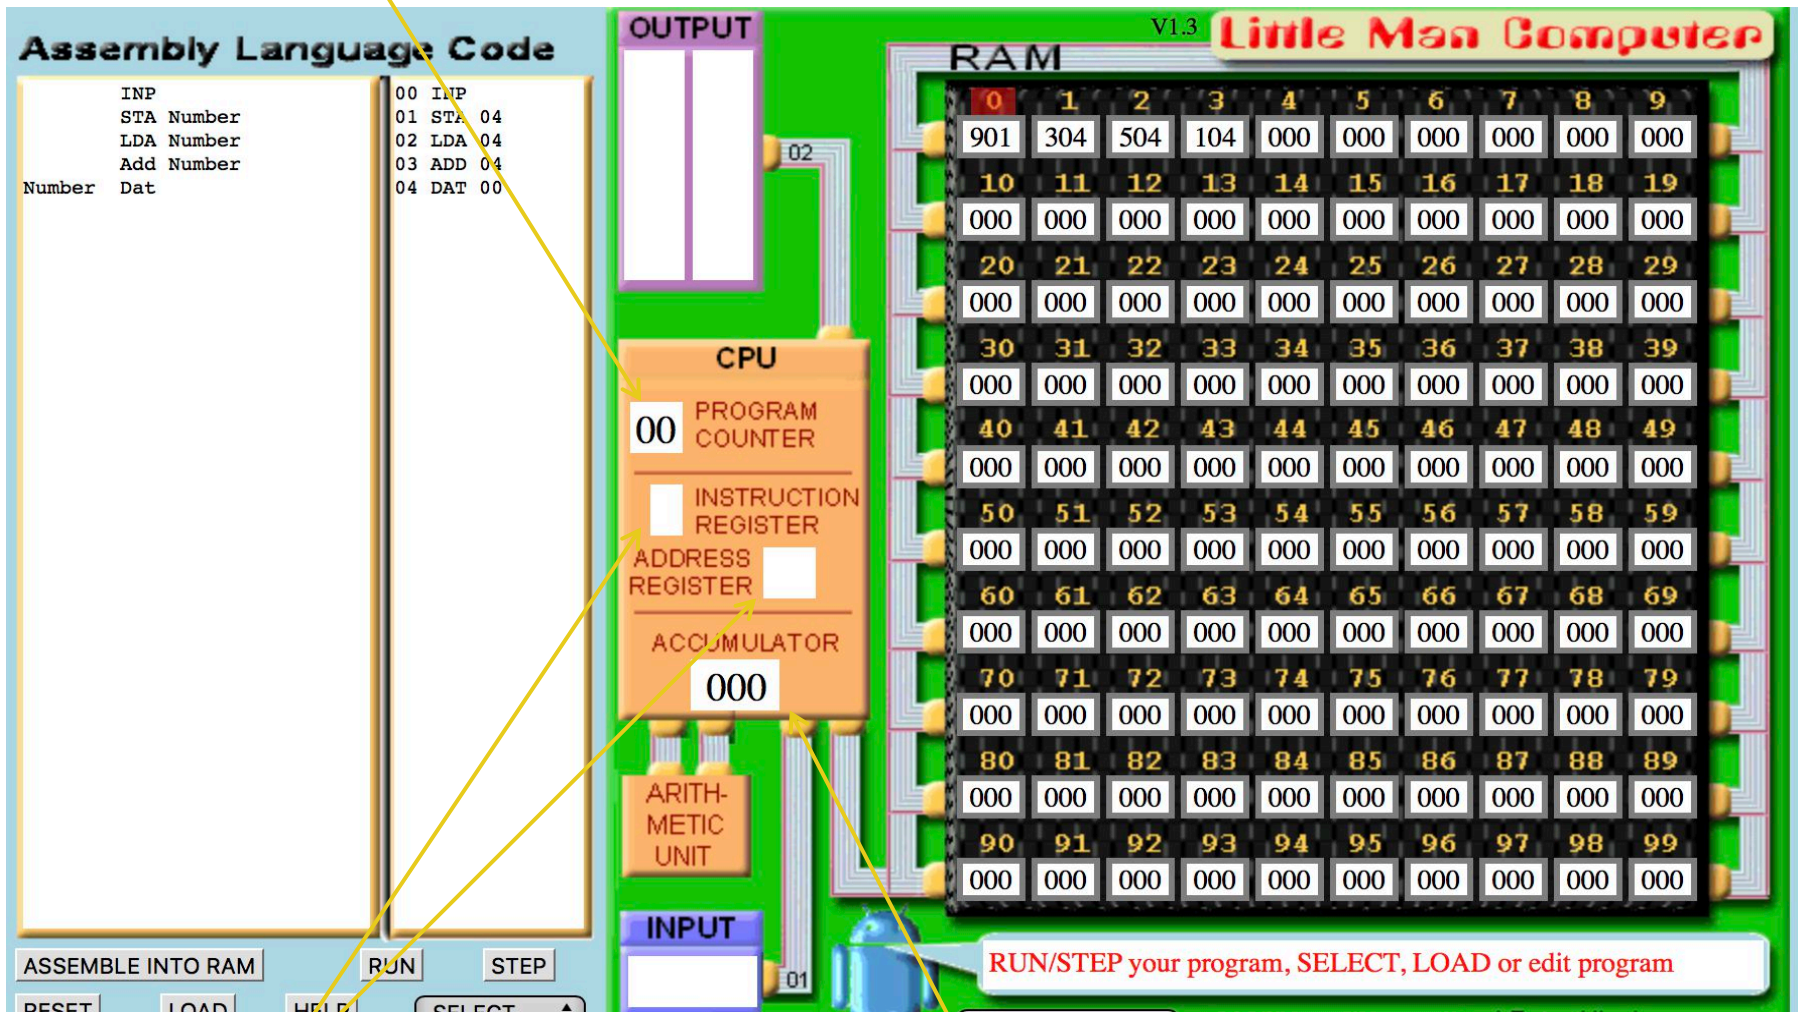 Assembly Language Code
INP
STA Number
LDA Number
Add Number
Number Dat
00 INP
01 STA 04
02 LDA 04
03 ADD 04
04 DAT 00
ASSEMBLE INTO RAM
RUN
STEP
RESET
LOAD
HELP
SELECT
OUTPUT
02
CPU
00
PROGRAM
COUNTER
INSTRUCTION
REGISTER
ADDRESS
REGISTER
ACCUMULATOR
000
ARITH-
METIC
UNIT
INPUT
01
V1.3
Little Man Computer
RAM
0 1 2 3 4 5 6 7 8 9
901 304 504 104 000 000 000 000 000 000
10 11 12 13 14 15 16 17 18 19
000 000 000 000 000 000 000 000 000 000
20 21 22 23 24 25 26 27 28 29
000 000 000 000 000 000 000 000 000 000
30 31 32 33 34 35 36 37 38 39
000 000 000 000 000 000 000 000 000 000
40 41 42 43 44 45 46 47 48 49
000 000 000 000 000 000 000 000 000 000
50 51 52 53 54 55 56 57 58 59
000 000 000 000 000 000 000 000 000 000
60 61 62 63 64 65 66 67 68 69
000 000 000 000 000 000 000 000 000 000
70 71 72 73 74 75 76 77 78 79
000 000 000 000 000 000 000 000 000 000
80 81 82 83 84 85 86 87 88 89
000 000 000 000 000 000 000 000 000 000
90 91 92 93 94 95 96 97 98 99
000 000 000 000 000 000 000 000 000 000
RUN/STEP your program, SELECT, LOAD or edit program